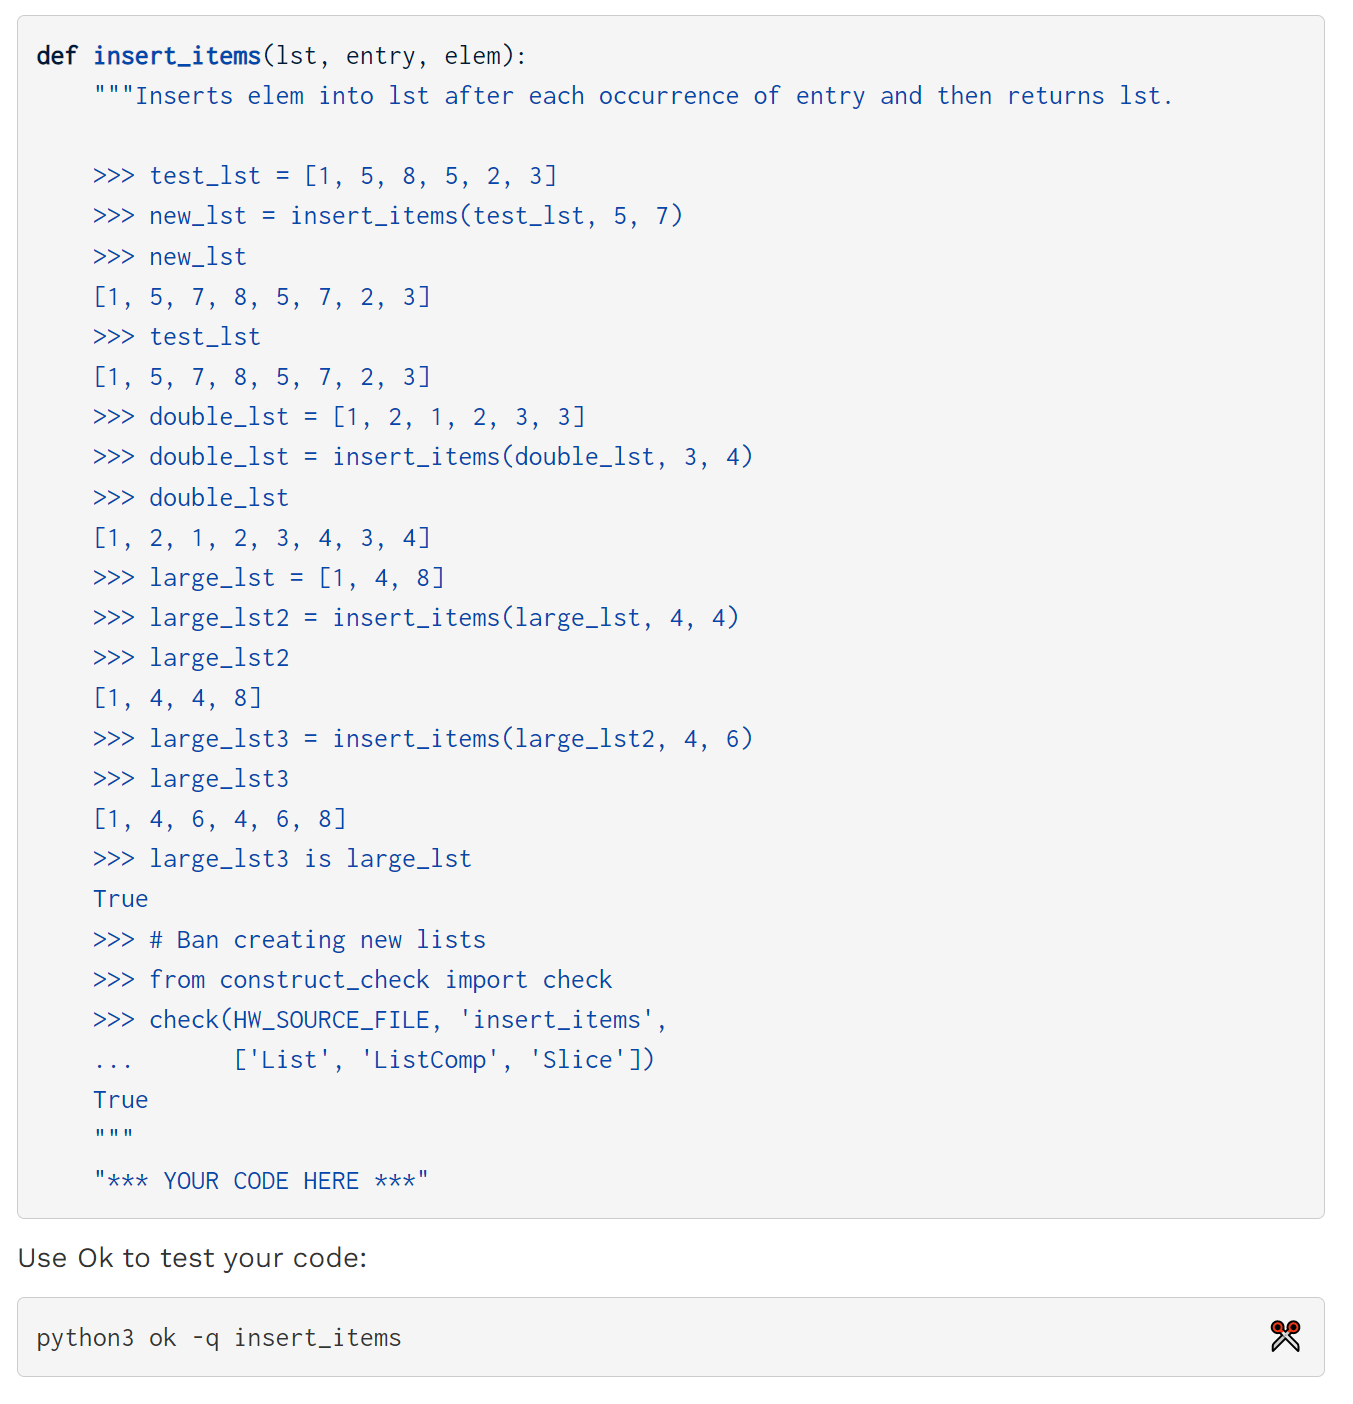 def insert_items(lst, entry, elem):
    """Inserts elem into lst after each occurrence of entry and then returns lst.

    >>> test_lst = [1, 5, 8, 5, 2, 3]
    >>> new_lst = insert_items(test_lst, 5, 7)
    >>> new_lst
    [1, 5, 7, 8, 5, 7, 2, 3]
    >>> test_lst
    [1, 5, 7, 8, 5, 7, 2, 3]
    >>> double_lst = [1, 2, 1, 2, 3, 3]
    >>> double_lst = insert_items(double_lst, 3, 4)
    >>> double_lst
    [1, 2, 1, 2, 3, 4, 3, 4]
    >>> large_lst = [1, 4, 8]
    >>> large_lst2 = insert_items(large_lst, 4, 4)
    >>> large_lst2
    [1, 4, 4, 8]
    >>> large_lst3 = insert_items(large_lst2, 4, 6)
    >>> large_lst3
    [1, 4, 6, 4, 6, 8]
    >>> large_lst3 is large_lst
    True
    >>> # Ban creating new lists
    >>> from construct_check import check
    >>> check(HW_SOURCE_FILE, 'insert_items',
    ...       ['List', 'ListComp', 'Slice'])
    True
    """
    "*** YOUR CODE HERE ***"
Use Ok to test your code:
python3 ok -q insert_items